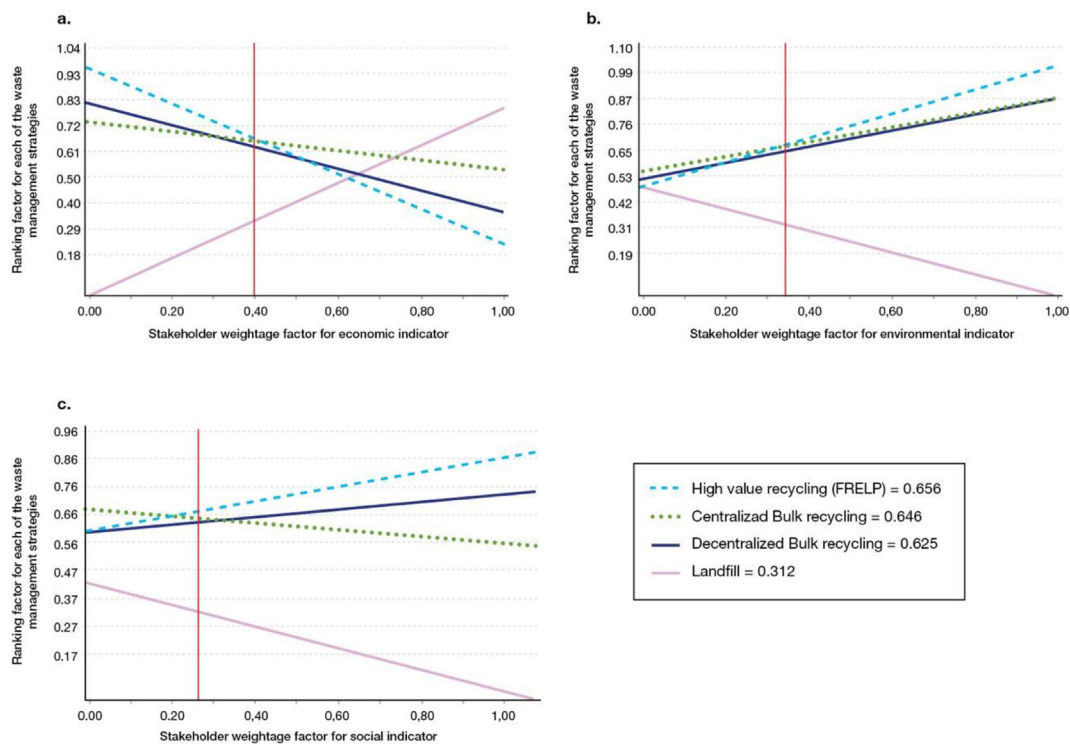 a.
Ranking factor for each of the waste
management strategies
1.04
0.93
0.83
0.72
0.61
0.50
0.40
0.29
0.18
0.00 0.20 0,40 0,60 0,80 1,00
Stakeholder weightage factor for economic indicator
b.
Ranking factor for each of the waste
management strategies
1.10
0.99
0.87
0.76
0.65
0.53
0.42
0.31
0.19
0.00 0.20 0,40 0,60 0,80 1,00
Stakeholder weightage factor for environmental indicator
c.
Ranking factor for each of the waste
management strategies
0.96
0.86
0.76
0.66
0.56
0.47
0.37
0.27
0.17
0.00 0.20 0,40 0,60 0,80 1,00
Stakeholder weightage factor for social indicator
High value recycling (FRELP) = 0.656
Centralizad Bulk recycling = 0.646
Decentralized Bulk recycling = 0.625
Landfill = 0.312